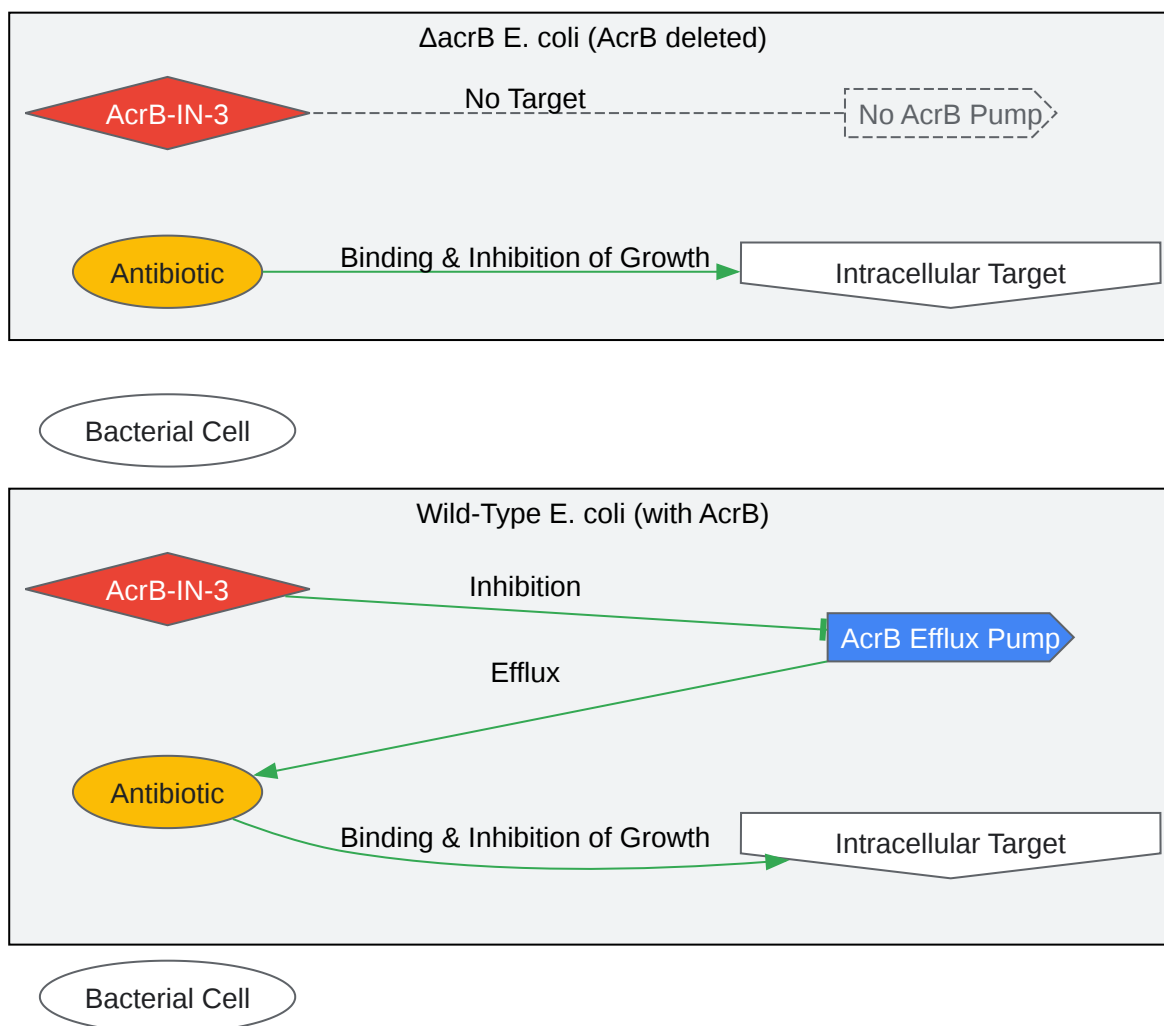 ΔacrB E. coli (AcrB deleted)
AcrB-IN-3
No Target
No AcrB Pump
Antibiotic
Binding & Inhibition of Growth
Intracellular Target
Bacterial Cell
Wild-Type E. coli (with AcrB)
AcrB-IN-3
Inhibition
AcrB Efflux Pump
Efflux
Antibiotic
Binding & Inhibition of Growth
Intracellular Target
Bacterial Cell